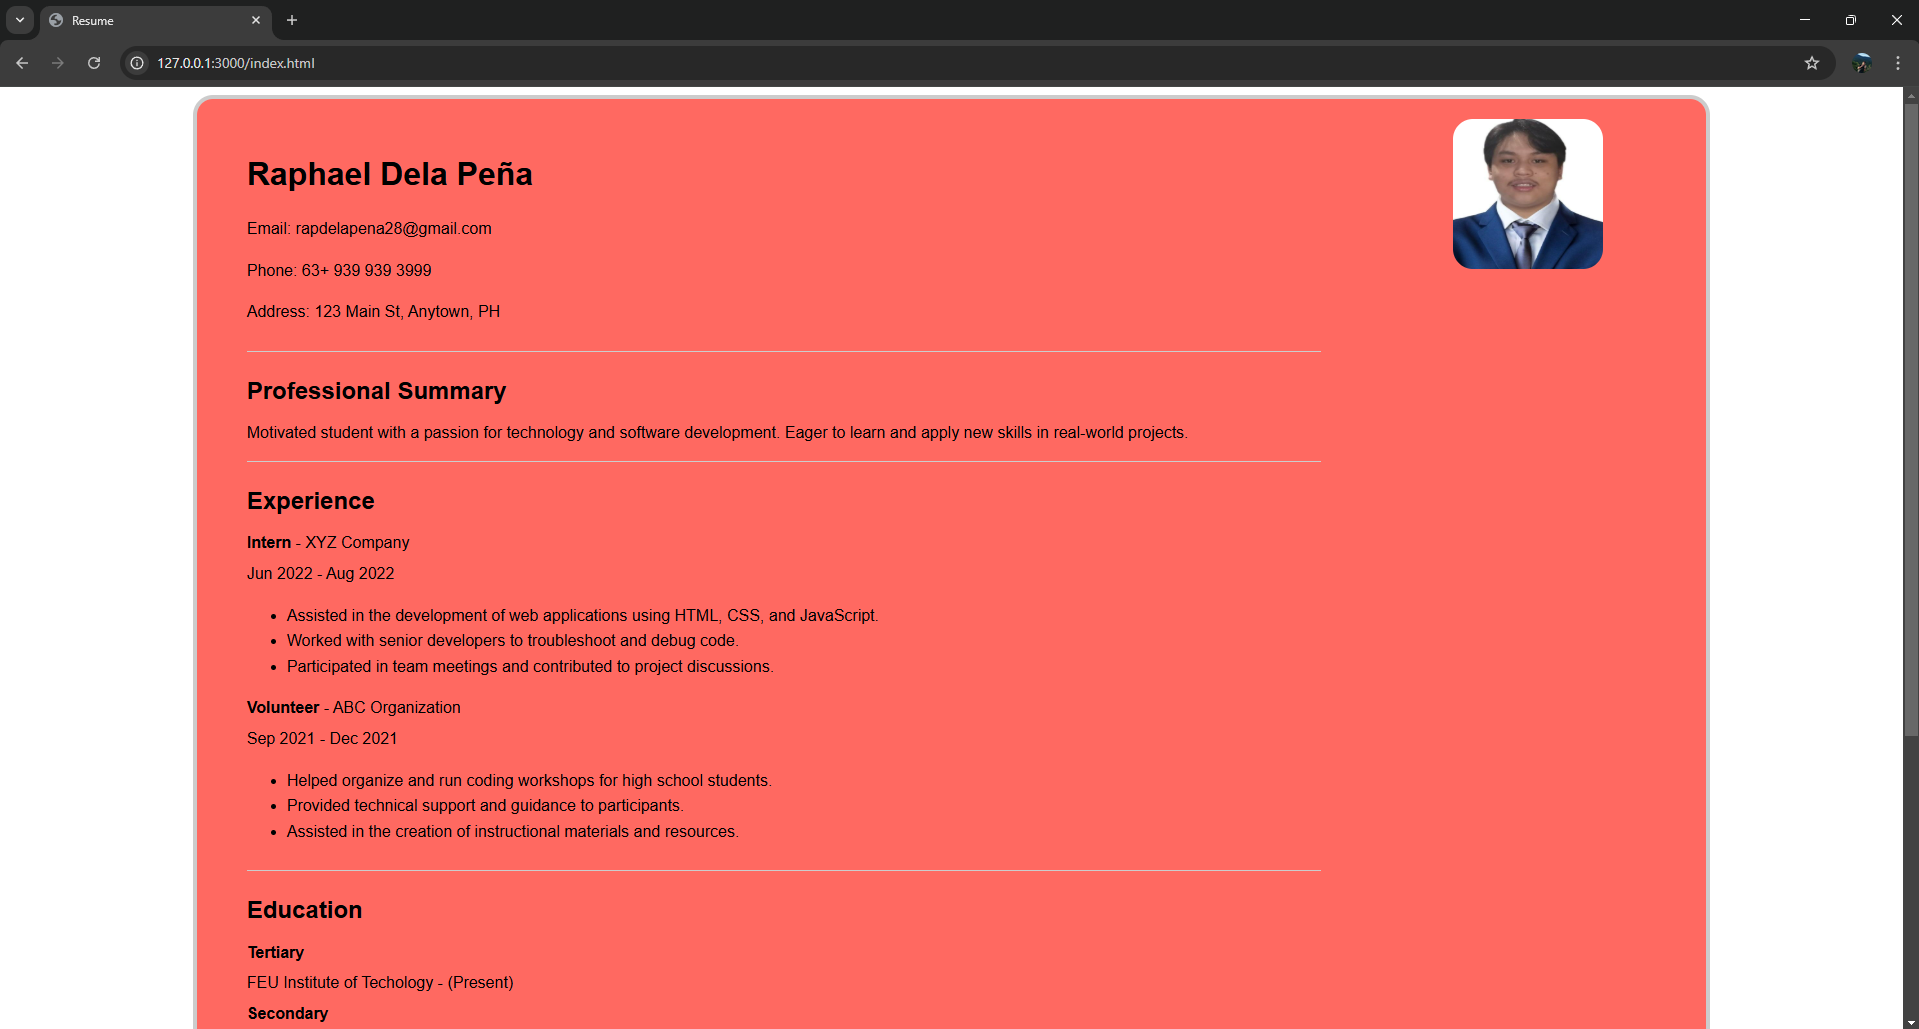 Resume
127.0.0.1:3000/index.html
Raphael Dela Peña
Email: rapdelapena28@gmail.com
Phone: 63+ 939 939 3999
Address: 123 Main St, Anytown, PH
Professional Summary
Motivated student with a passion for technology and software development. Eager to learn and apply new skills in real-world projects.
Experience
Intern - XYZ Company
Jun 2022 - Aug 2022
• Assisted in the development of web applications using HTML, CSS, and JavaScript.
• Worked with senior developers to troubleshoot and debug code.
• Participated in team meetings and contributed to project discussions.
Volunteer - ABC Organization
Sep 2021 - Dec 2021
• Helped organize and run coding workshops for high school students.
• Provided technical support and guidance to participants.
• Assisted in the creation of instructional materials and resources.
Education
Tertiary
FEU Institute of Techology - (Present)
Secondary